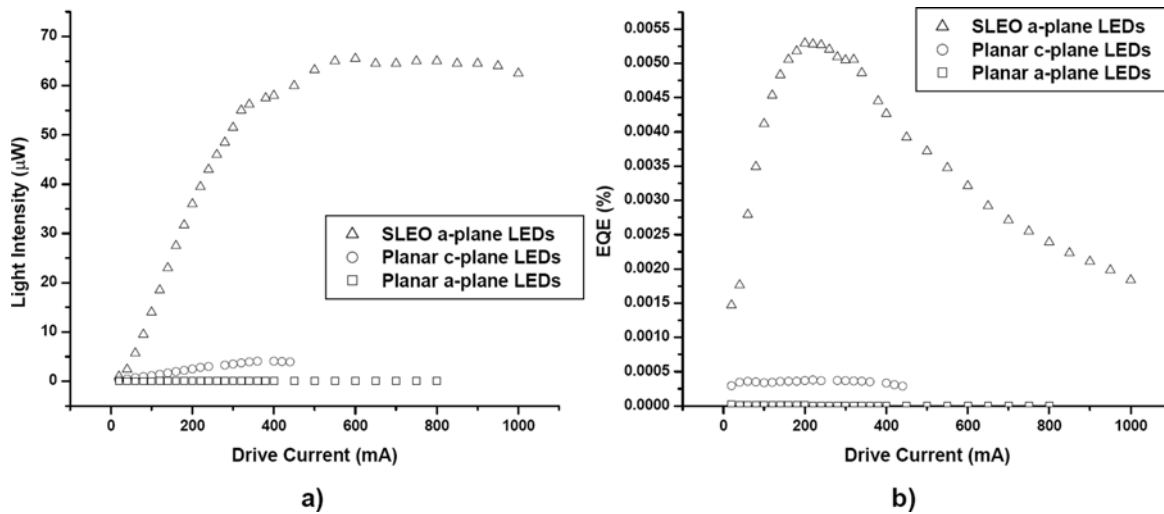 70
60
50
40
30
20
10
0
Light Intensity (μW)
0 200 400 600 800 1000
Drive Current (mA)
SLEO a-plane LEDs
Planar c-plane LEDs
Planar a-plane LEDs
a)
0.0055
0.0050
0.0045
0.0040
0.0035
0.0030
0.0025
0.0020
0.0015
0.0010
0.0005
0.0000
EQE (%)
0 200 400 600 800 1000
Drive Current (mA)
SLEO a-plane LEDs
Planar c-plane LEDs
Planar a-plane LEDs
b)